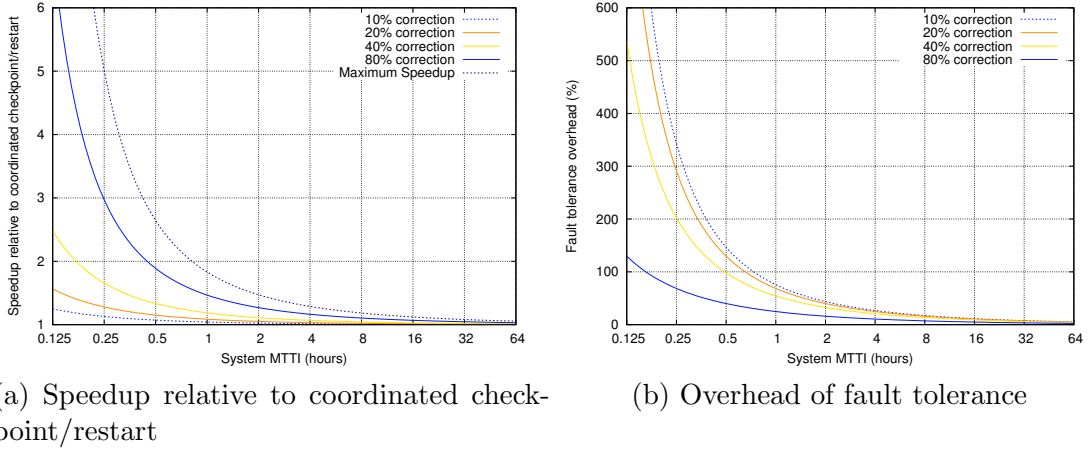 Speedup relative to coordinated checkpoint/restart
6
5
4
3
2
1
10% correction
20% correction
40% correction
80% correction
Maximum Speedup
0.125 0.25 0.5 1 2 4 8 16 32 64
System MTTI (hours)
(a) Speedup relative to coordinated check-
point/restart
Fault tolerance overhead (%)
600
500
400
300
200
100
0
10% correction
20% correction
40% correction
80% correction
0.125 0.25 0.5 1 2 4 8 16 32 64
System MTTI (hours)
(b) Overhead of fault tolerance